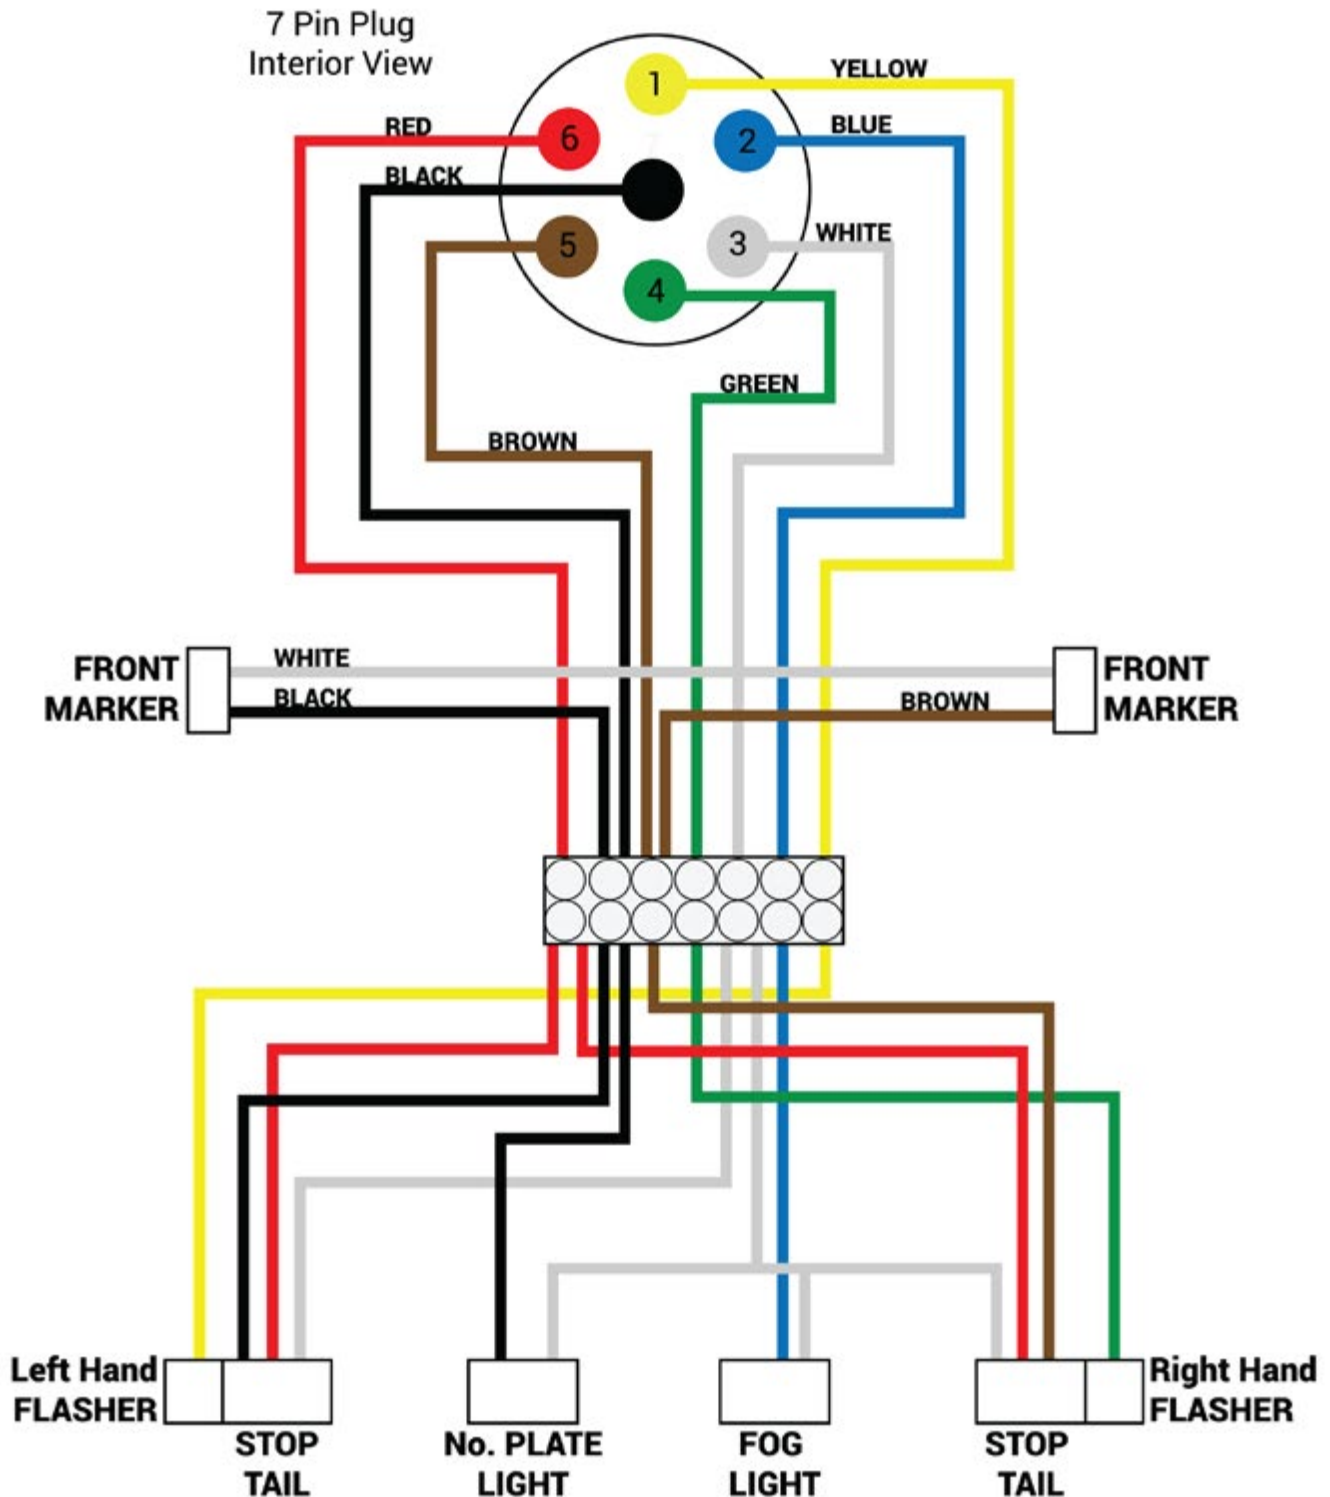 7 Pin Plug
Interior View
1
YELLOW
RED
6
2
BLUE
BLACK
5
3
WHITE
4
GREEN
BROWN
FRONT
MARKER
WHITE
BLACK
BROWN
FRONT
MARKER
Left Hand
FLASHER
STOP
TAIL
No. PLATE
LIGHT
FOG
LIGHT
STOP
TAIL
Right Hand
FLASHER